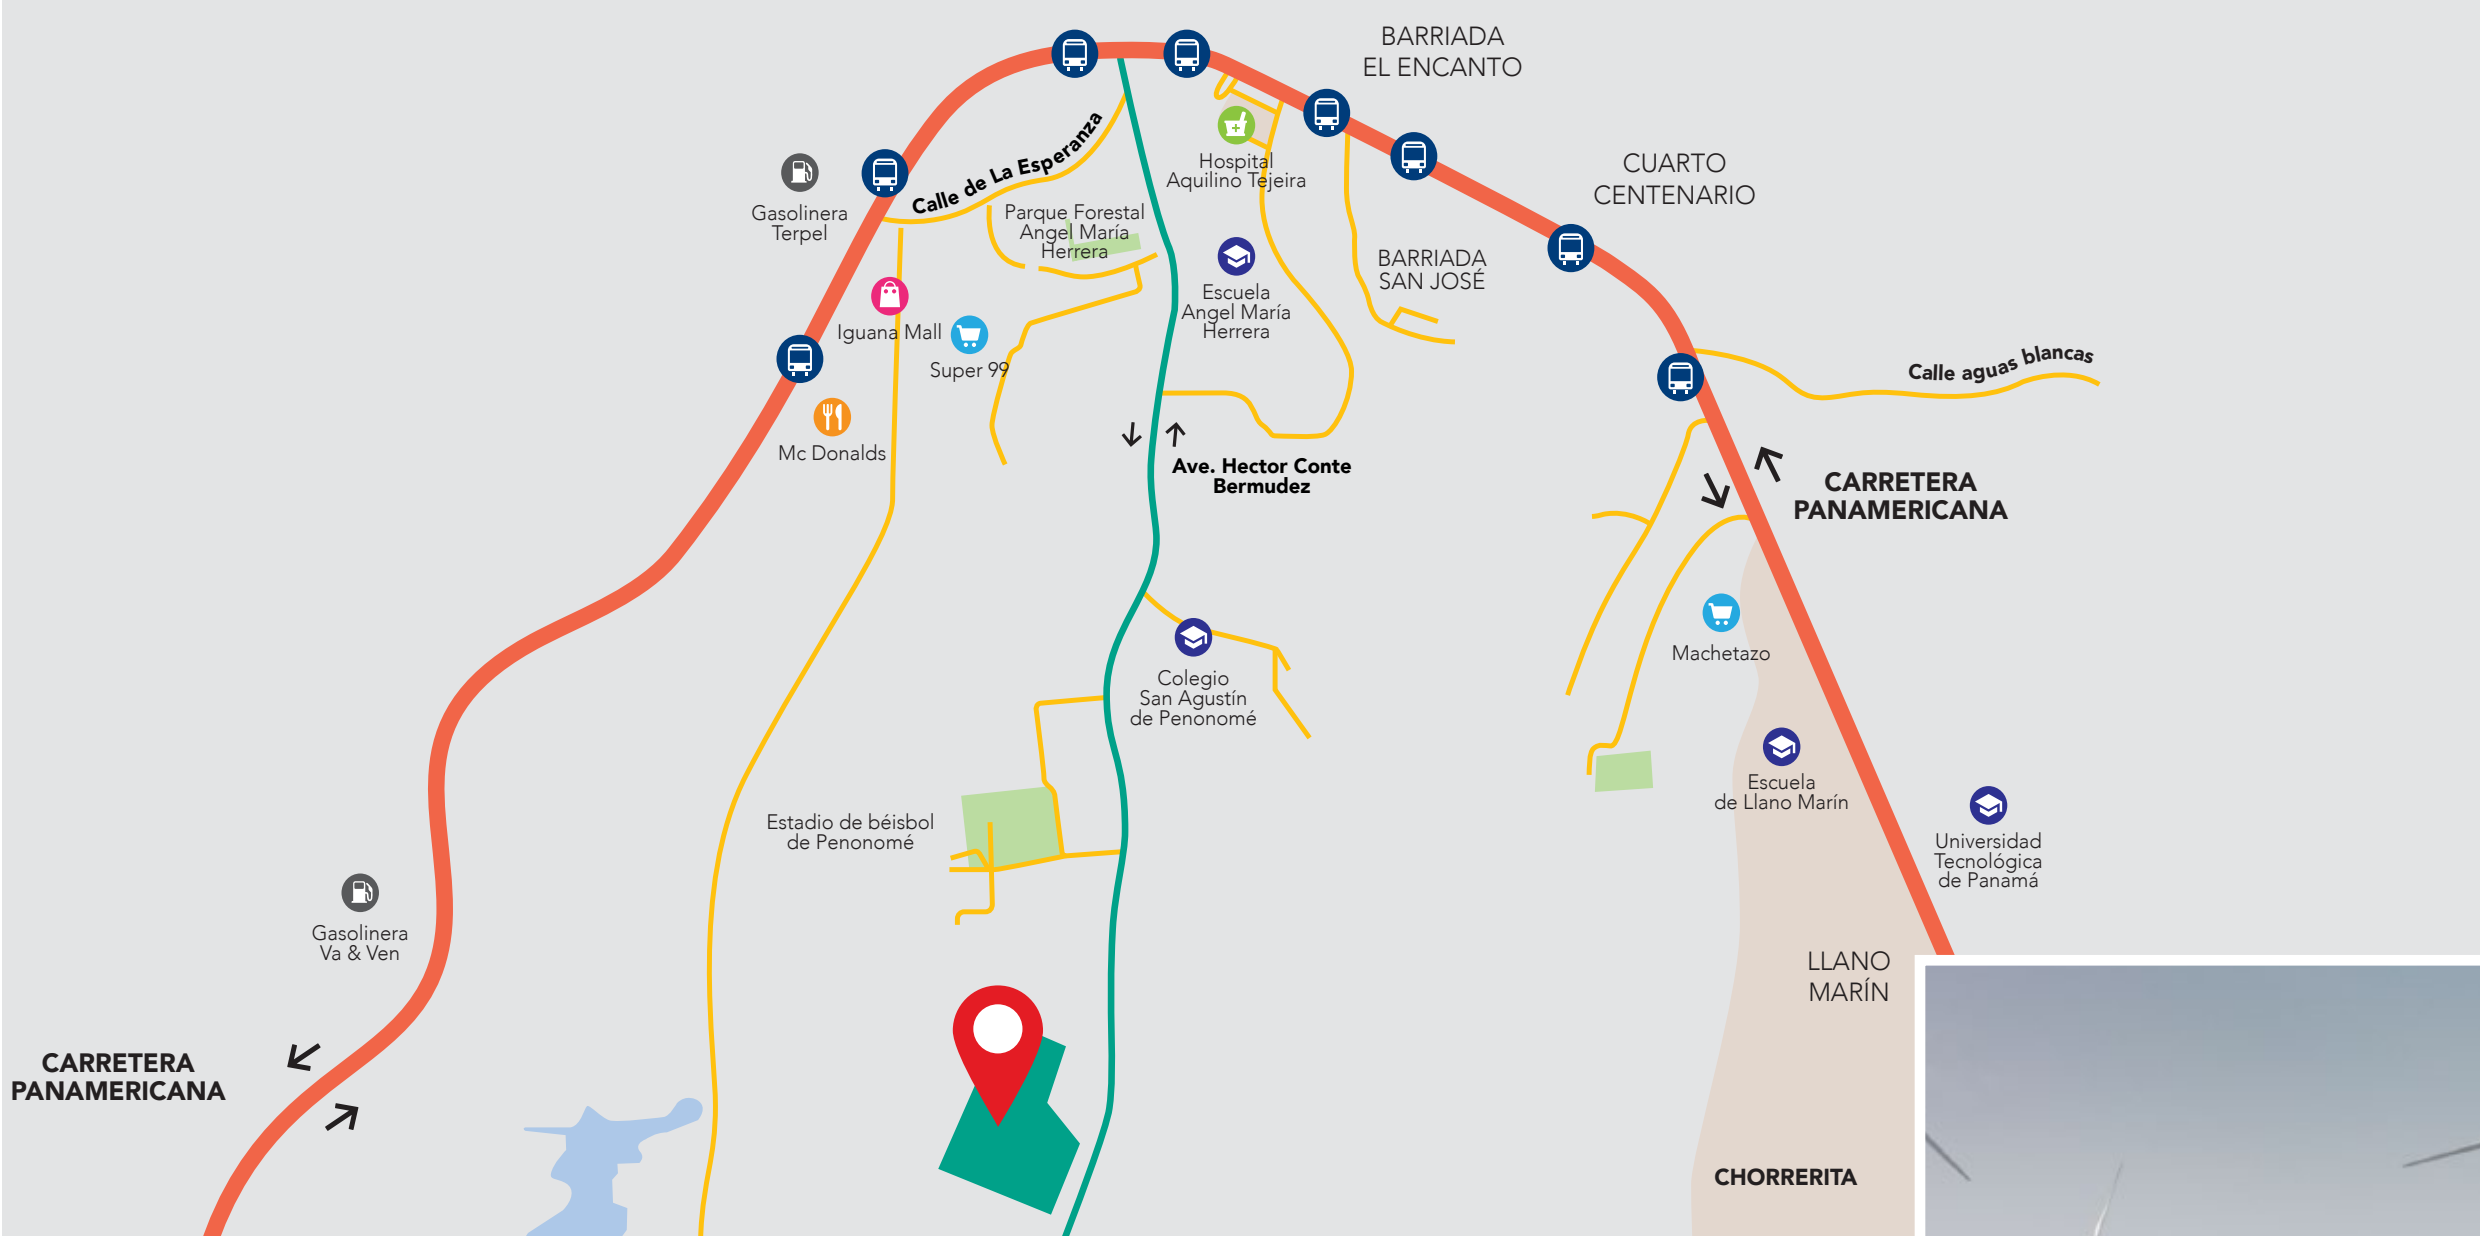 BARRIADA
EL ENCANTO
CUARTO
CENTENARIO
Calle de La Esperanza
Hospital
Aquilino Tejeira
Gasolinera
Terpel
Parque Forestal
Angel María
Herrera
BARRIADA
SAN JOSÉ
Escuela
Angel María
Herrera
Iguana Mall
Super 99
Calle aguas blancas
Mc Donalds
Ave. Hector Conte
Bermudez
CARRETERA
PANAMERICANA
Machetazo
Colegio
San Agustín
de Penonomé
Escuela
de Llano Marín
Estadio de béisbol
de Penonomé
Universidad
Tecnológica
de Panamá
Gasolinera
Va & Ven
LLANO
MARÍN
CARRETERA
PANAMERICANA
CHORRERITA